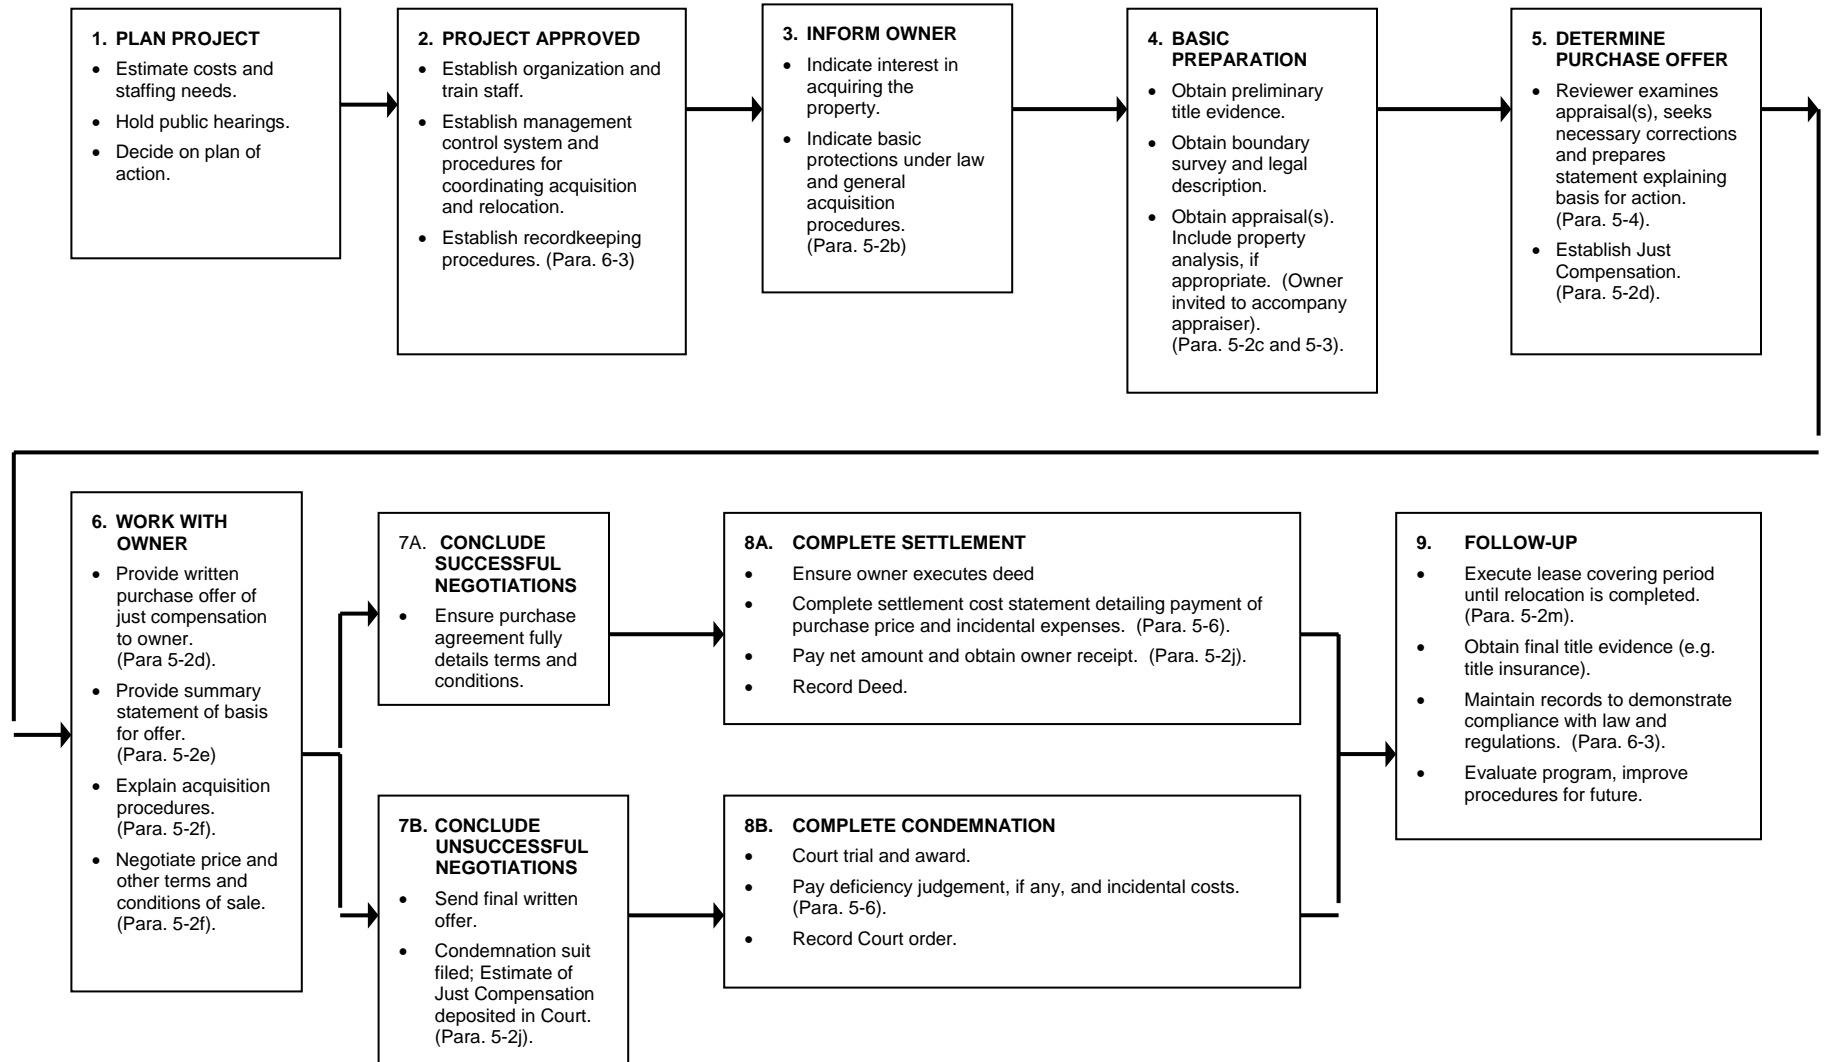 1. PLAN PROJECT
• Estimate costs and
staffing needs.
• Hold public hearings.
• Decide on plan of
action.
2. PROJECT APPROVED
• Establish organization and
train staff.
• Establish management
control system and
procedures for
coordinating acquisition
and relocation.
• Establish recordkeeping
procedures. (Para. 6-3)
3. INFORM OWNER
• Indicate interest in
acquiring the
property.
• Indicate basic
protections under law
and general
acquisition
procedures.
(Para. 5-2b)
4. BASIC
PREPARATION
• Obtain preliminary
title evidence.
• Obtain boundary
survey and legal
description.
• Obtain appraisal(s).
Include property
analysis, if
appropriate. (Owner
invited to accompany
appraiser).
(Para. 5-2c and 5-3).
5. DETERMINE
PURCHASE OFFER
• Reviewer examines
appraisal(s), seeks
necessary corrections
and prepares
statement explaining
basis for action.
(Para. 5-4).
• Establish Just
Compensation.
(Para. 5-2d).
6. WORK WITH
OWNER
• Provide written
purchase offer of
just compensation
to owner.
(Para 5-2d).
• Provide summary
statement of basis
for offer.
(Para. 5-2e)
• Explain acquisition
procedures.
(Para. 5-2f).
• Negotiate price and
other terms and
conditions of sale.
(Para. 5-2f).
7A. CONCLUDE
SUCCESSFUL
NEGOTIATIONS
• Ensure purchase
agreement fully
details terms and
conditions.
7B. CONCLUDE
UNSUCCESSFUL
NEGOTIATIONS
• Send final written
offer.
• Condemnation suit
filed; Estimate of
Just Compensation
deposited in Court.
(Para. 5-2j).
8A. COMPLETE SETTLEMENT
• Ensure owner executes deed
• Complete settlement cost statement detailing payment of
purchase price and incidental expenses. (Para. 5-6).
• Pay net amount and obtain owner receipt. (Para. 5-2j).
• Record Deed.
8B. COMPLETE CONDEMNATION
• Court trial and award.
• Pay deficiency judgement, if any, and incidental costs.
(Para. 5-6).
• Record Court order.
9. FOLLOW-UP
• Execute lease covering period
until relocation is completed.
(Para. 5-2m).
• Obtain final title evidence (e.g.
title insurance).
• Maintain records to demonstrate
compliance with law and
regulations. (Para. 6-3).
• Evaluate program, improve
procedures for future.